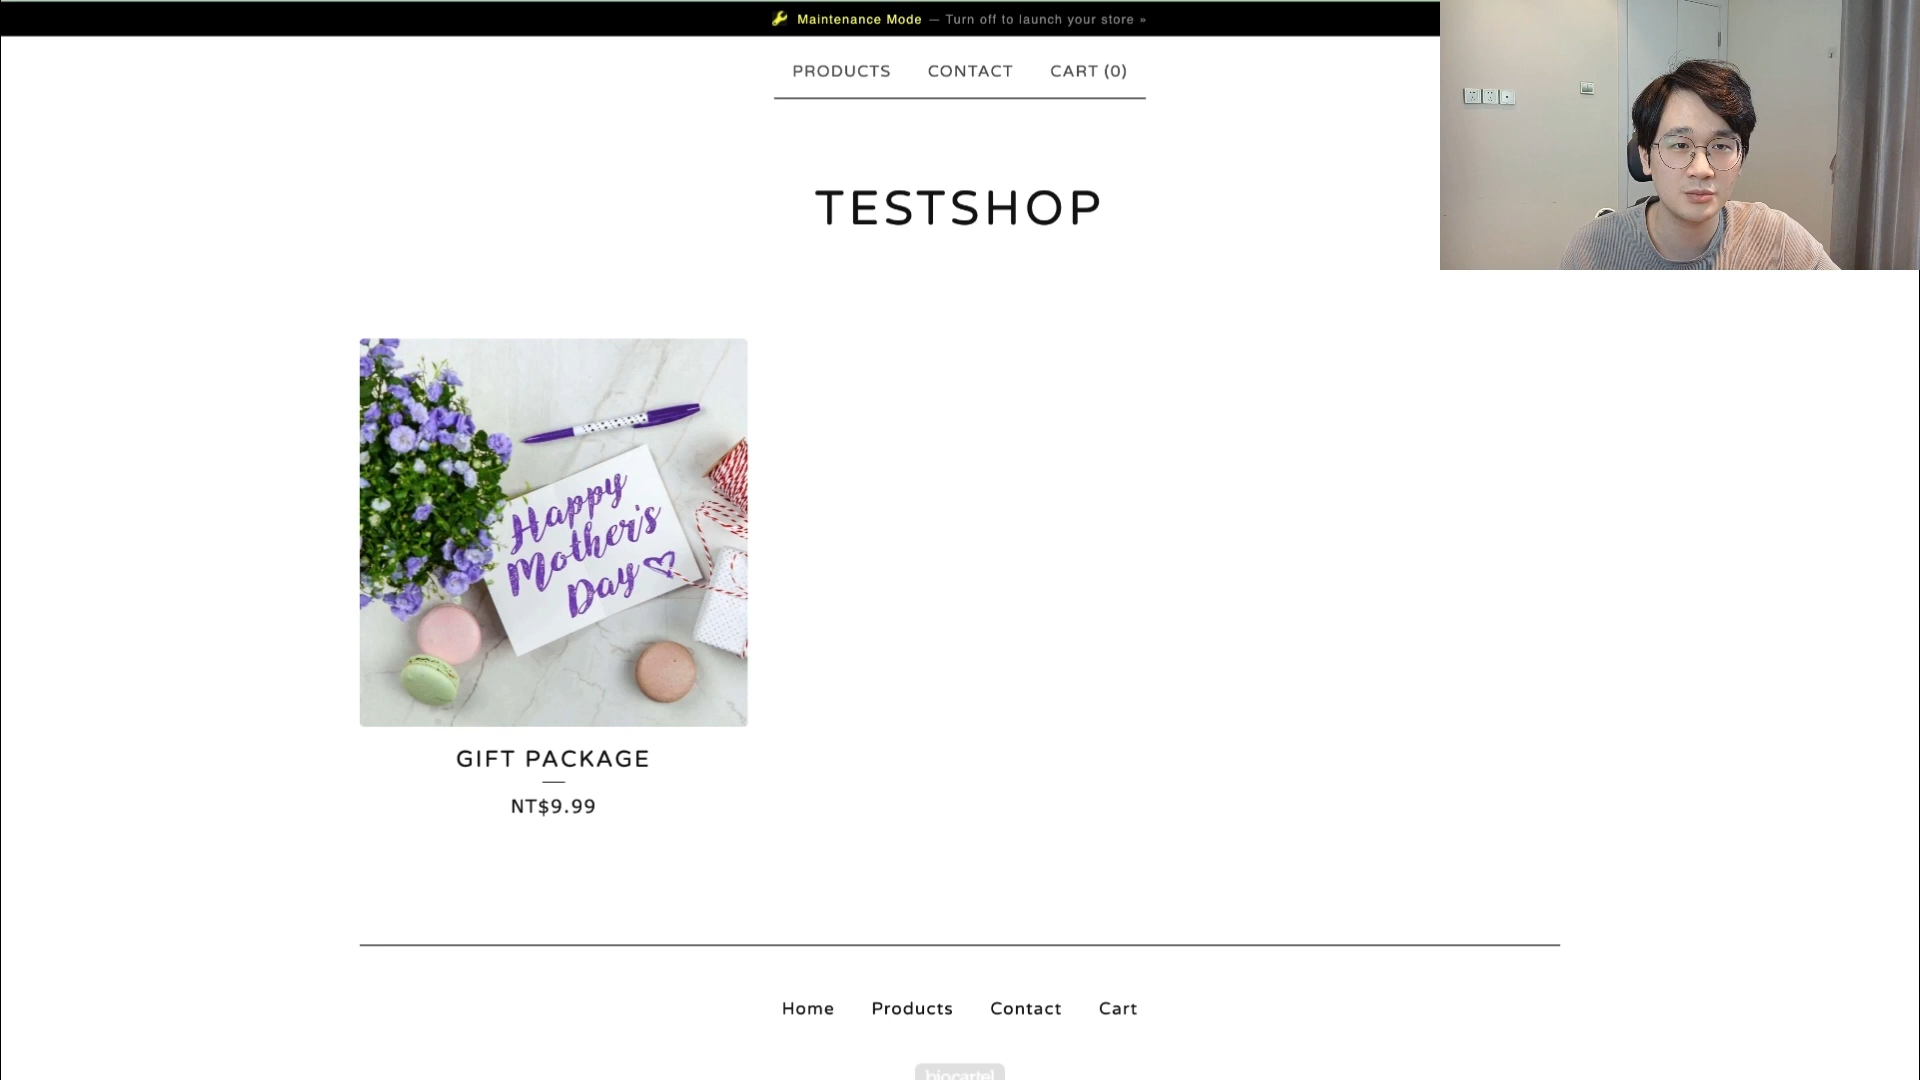 Maintenance Mode — Turn off to launch your store »
PRODUCTS CONTACT CART (0)
TESTSHOP
Happy
Mother's
Day
GIFT PACKAGE
NT$9.99
Home Products Contact Cart